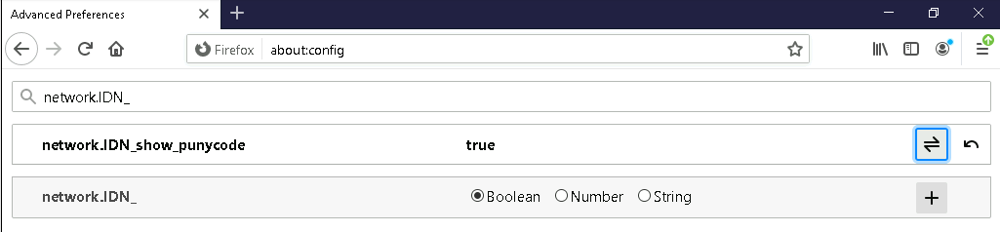 Advanced Preferences
Firefox about:config
network.IDN_
network.IDN_show_punycode true
network.IDN_ Boolean Number String